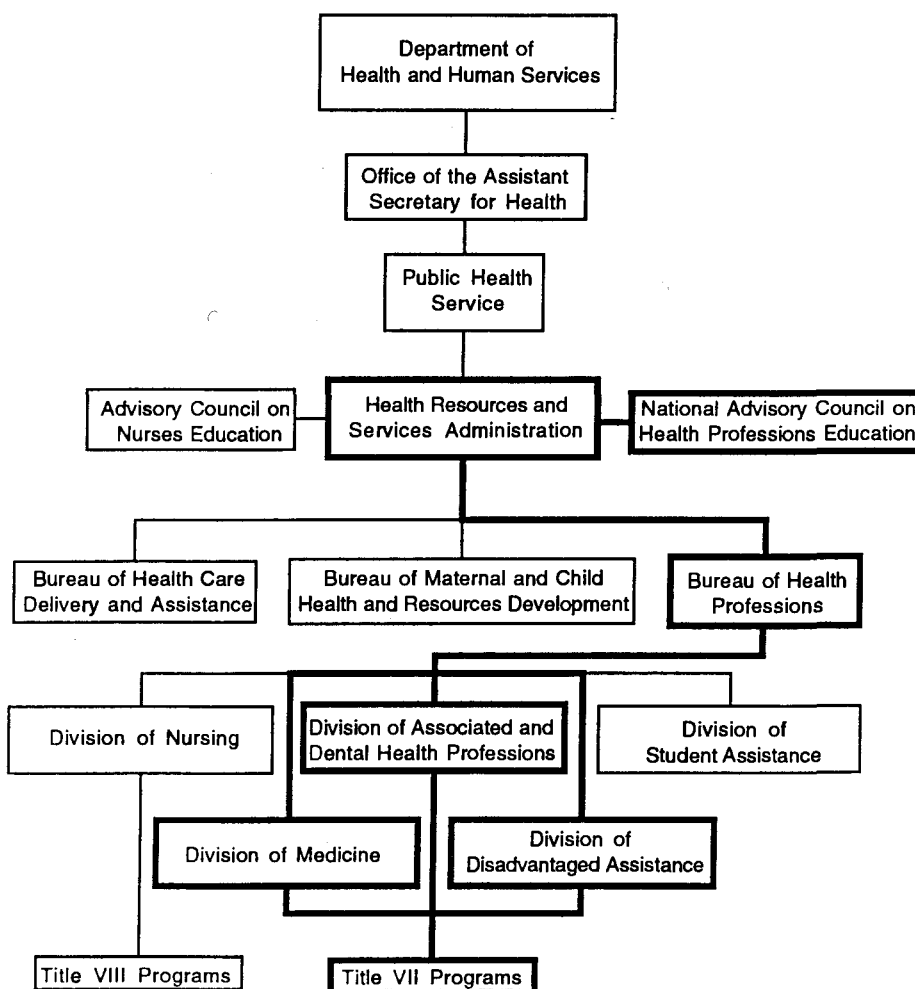 Department of
Health and Human Services
Office of the Assistant
Secretary for Health
Public Health
Service
Advisory Council on
Nurses Education
Health Resources and
Services Administration
National Advisory Council on
Health Professions Education
Bureau of Health Care
Delivery and Assistance
Bureau of Maternal and Child
Health and Resources Development
Bureau of Health
Professions
Division of Nursing
Division of Associated and
Dental Health Professions
Division of
Student Assistance
Division of Medicine
Division of
Disadvantaged Assistance
Title VIII Programs
Title VII Programs